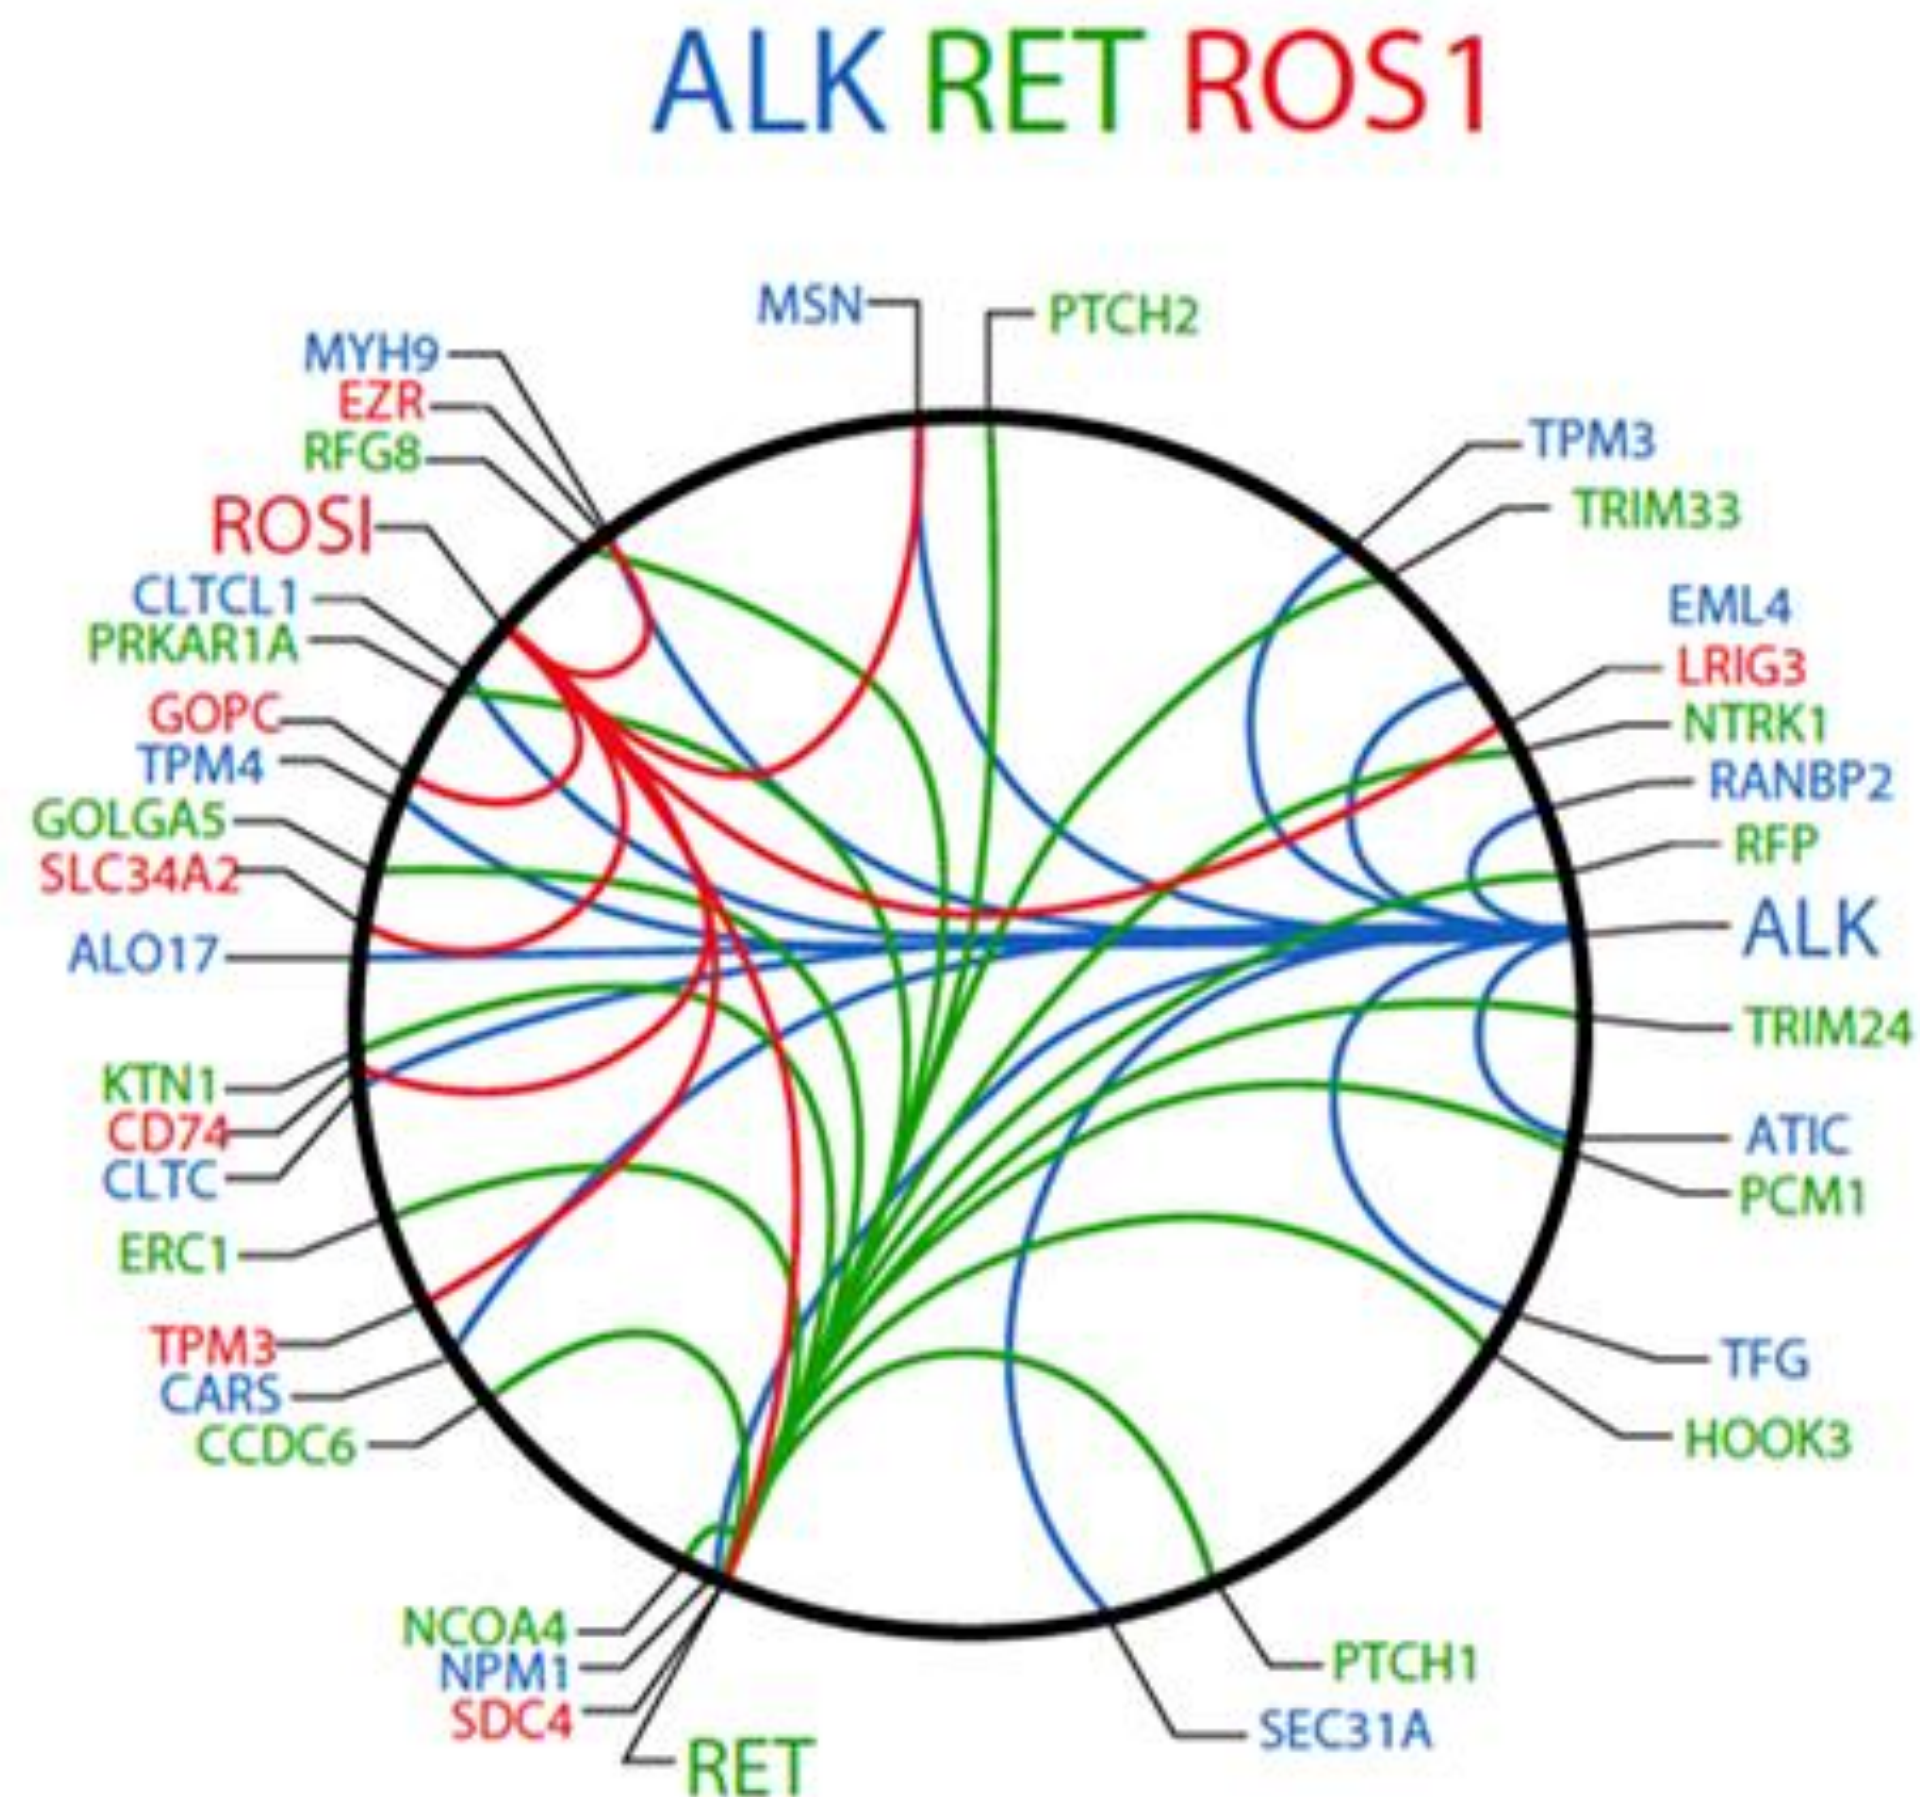 ALK RET ROS1
MSN
PTCH2
MYH9
EZR
RFG8
ROSI
CLTCL1
PRKAR1A
GOPC
TPM4
GOLGA5
SLC34A2
ALO17
KTN1
CD74
CLTC
ERC1
TPM3
CARS
CCDC6
NCOA4
NPM1
SDC4
RET
TPM3
TRIM33
EML4
LRIG3
NTRK1
RANBP2
RFP
ALK
TRIM24
ATIC
PCM1
TFG
HOOK3
PTCH1
SEC31A